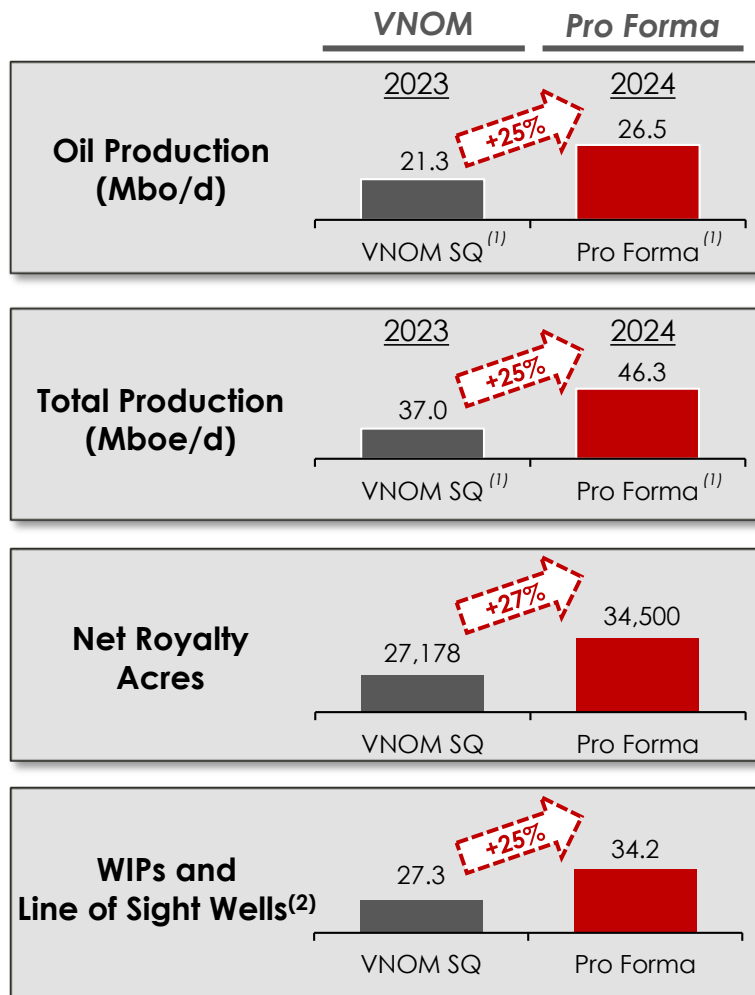 VNOM Pro Forma
2023 2024
+25%
Oil Production
(Mbo/d)
21.3 26.5
VNOM SQ (1) Pro Forma (1)
2023 2024
+25%
Total Production
(Mboe/d)
37.0 46.3
VNOM SQ (1) Pro Forma (1)
+27%
Net Royalty
Acres
27,178 34,500
VNOM SQ Pro Forma
+25%
WIPs and
Line of Sight Wells(2)
27.3 34.2
VNOM SQ Pro Forma